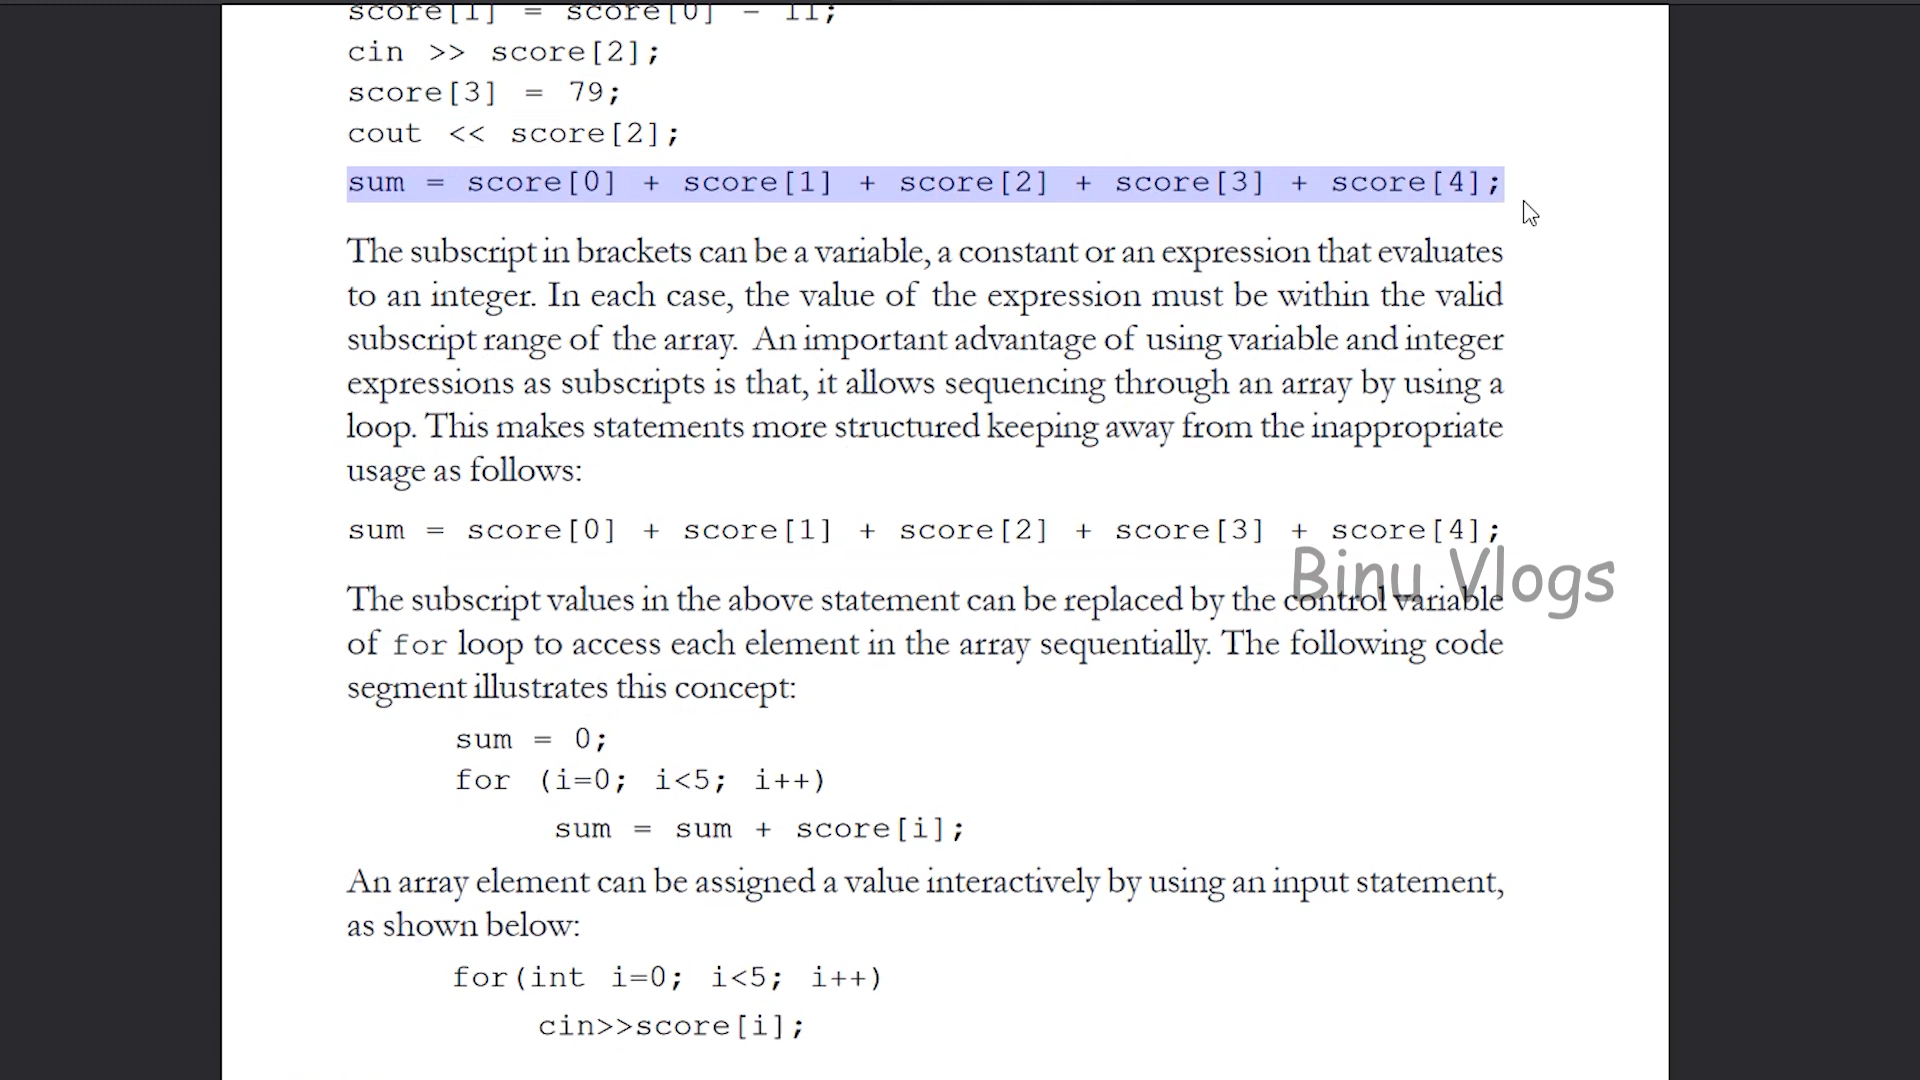 score[1] = score[0] - 11;
cin >> score[2];
score[3] = 79;
cout << score[2];
sum = score[0] + score[1] + score[2] + score[3] + score[4];
The subscript in brackets can be a variable, a constant or an expression that evaluates
to an integer. In each case, the value of the expression must be within the valid
subscript range of the array. An important advantage of using variable and integer
expressions as subscripts is that, it allows sequencing through an array by using a
loop. This makes statements more structured keeping away from the inappropriate
usage as follows:
sum = score[0] + score[1] + score[2] + score[3] + score[4];
Binu Vlogs
The subscript values in the above statement can be replaced by the control variable
of for loop to access each element in the array sequentially. The following code
segment illustrates this concept:
sum = 0;
for (i=0; i<5; i++)
sum = sum + score[i];
An array element can be assigned a value interactively by using an input statement,
as shown below:
for(int i=0; i<5; i++)
cin>>score[i];